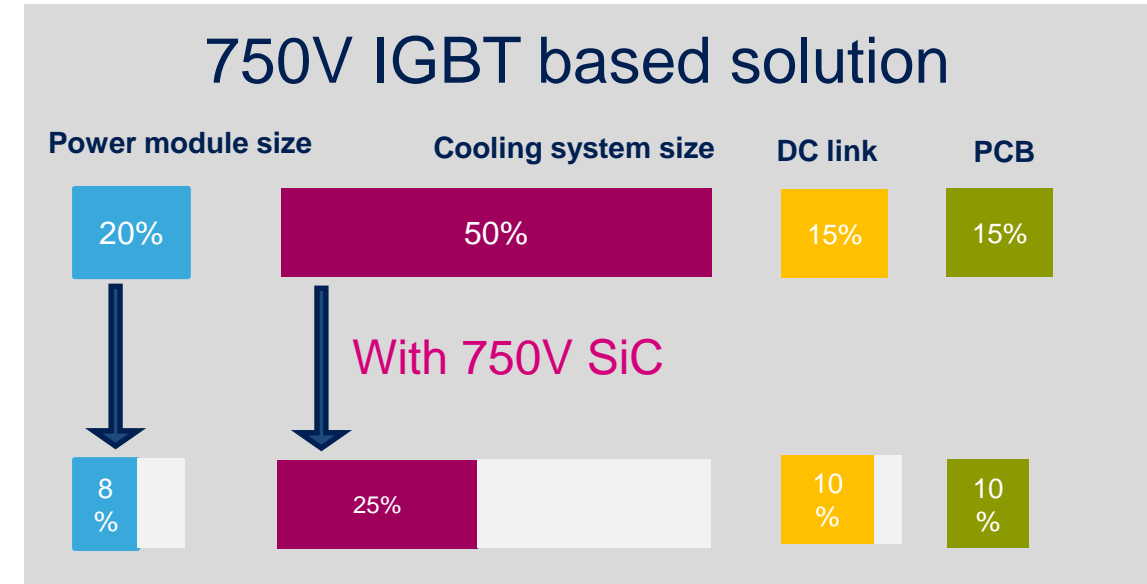 750V IGBT based solution
Power module size
Cooling system size
DC link
PCB
20%
50%
15%
15%
With 750V SiC
8
%
25%
10
%
10
%